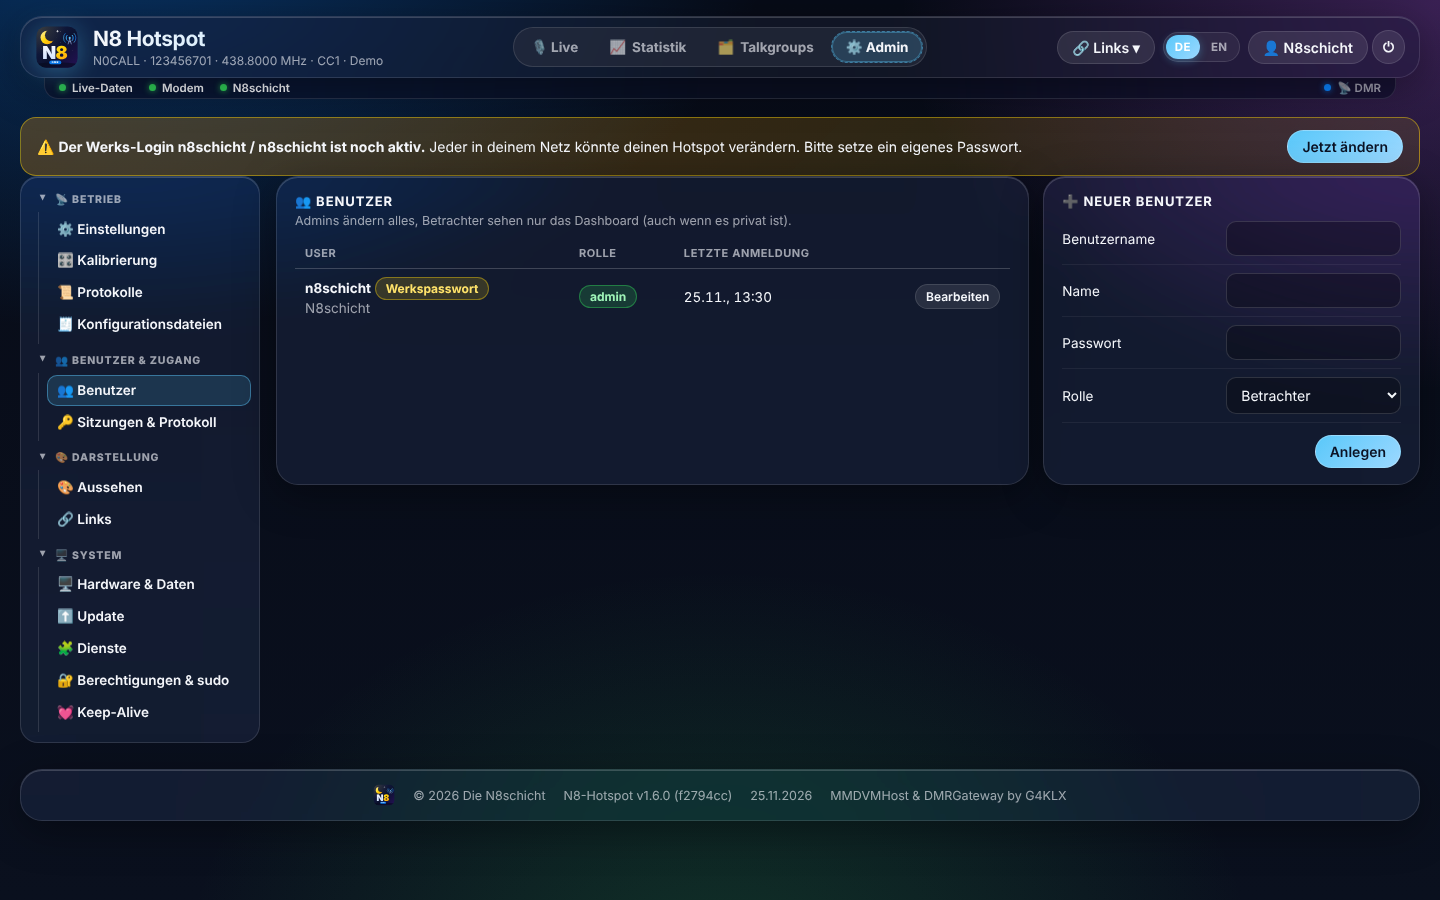 N8 Hotspot
N0CALL · 123456701 · 438.8000 MHz · CC1 · Demo
Live
Statistik
Talkgroups
Admin
Links ▾
DE EN
N8schicht
Live-Daten
Modem
N8schicht
DMR
Der Werks-Login n8schicht / n8schicht ist noch aktiv. Jeder in deinem Netz könnte deinen Hotspot verändern. Bitte setze ein eigenes Passwort.
Jetzt ändern
BETRIEB
Einstellungen
Kalibrierung
Protokolle
Konfigurationsdateien
BENUTZER & ZUGANG
Benutzer
Sitzungen & Protokoll
DARSTELLUNG
Aussehen
Links
SYSTEM
Hardware & Daten
Update
Dienste
Berechtigungen & sudo
Keep-Alive
BENUTZER
Admins ändern alles, Betrachter sehen nur das Dashboard (auch wenn es privat ist).
USER ROLLE LETZTE ANMELDUNG
n8schicht Werkspasswort
N8schicht
admin
25.11., 13:30
Bearbeiten
NEUER BENUTZER
Benutzername
Name
Passwort
Rolle
Betrachter
Anlegen
N8
© 2026 Die N8schicht N8-Hotspot v1.6.0 (f2794cc) 25.11.2026 MMDVMHost & DMRGateway by G4KLX